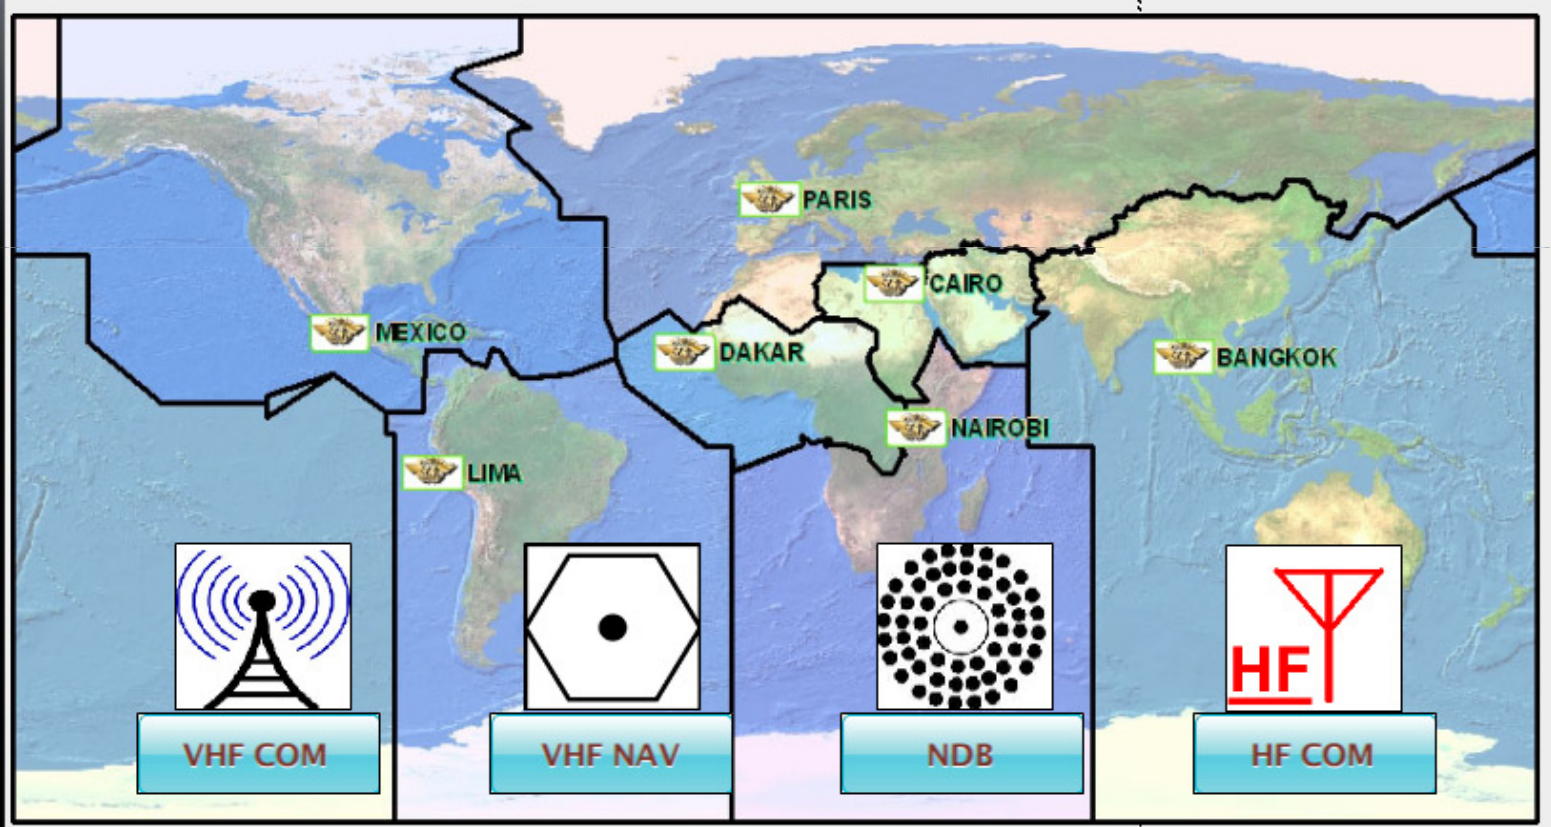 PARIS
CAIRO
MEXICO
DAKAR
BANGKOK
NAIROBI
LIMA
HF
VHF COM
VHF NAV
NDB
HF COM